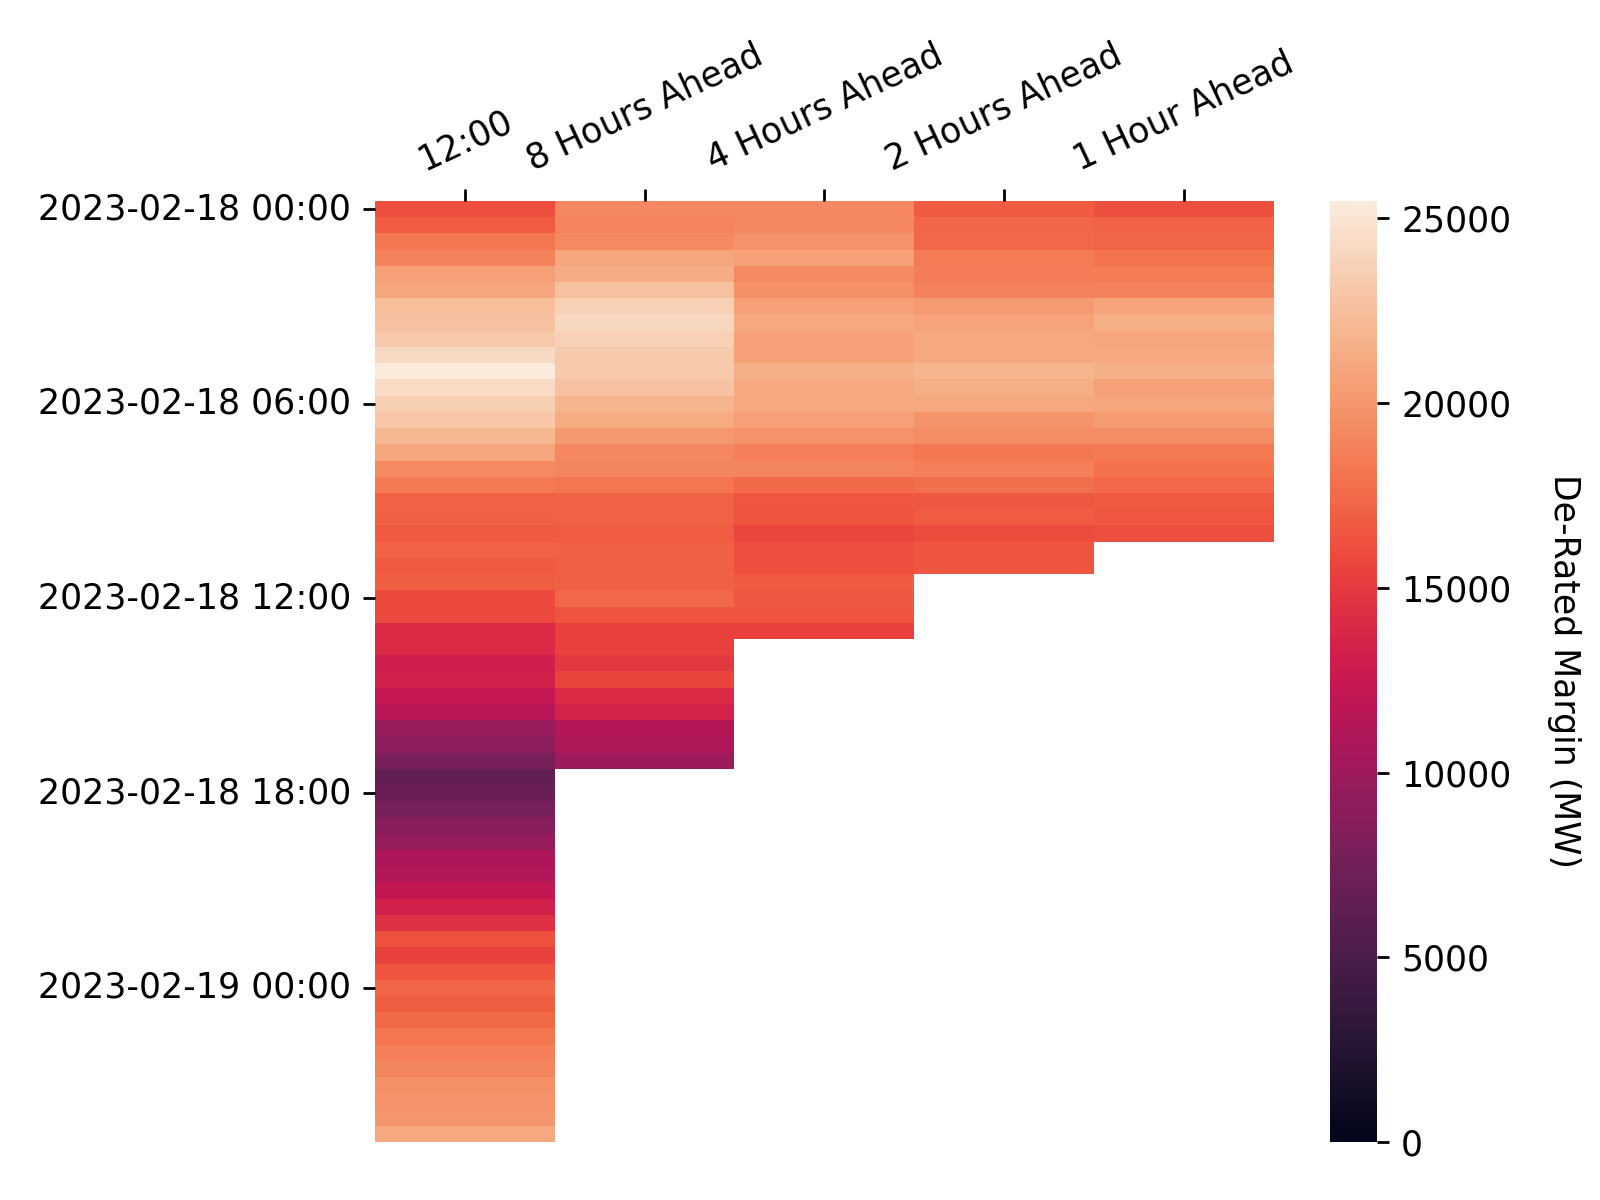 12:00
8 Hours Ahead
4 Hours Ahead
2 Hours Ahead
1 Hour Ahead
2023-02-18 00:00
2023-02-18 06:00
2023-02-18 12:00
2023-02-18 18:00
2023-02-19 00:00
25000
20000
15000
10000
5000
0
De-Rated Margin (MW)